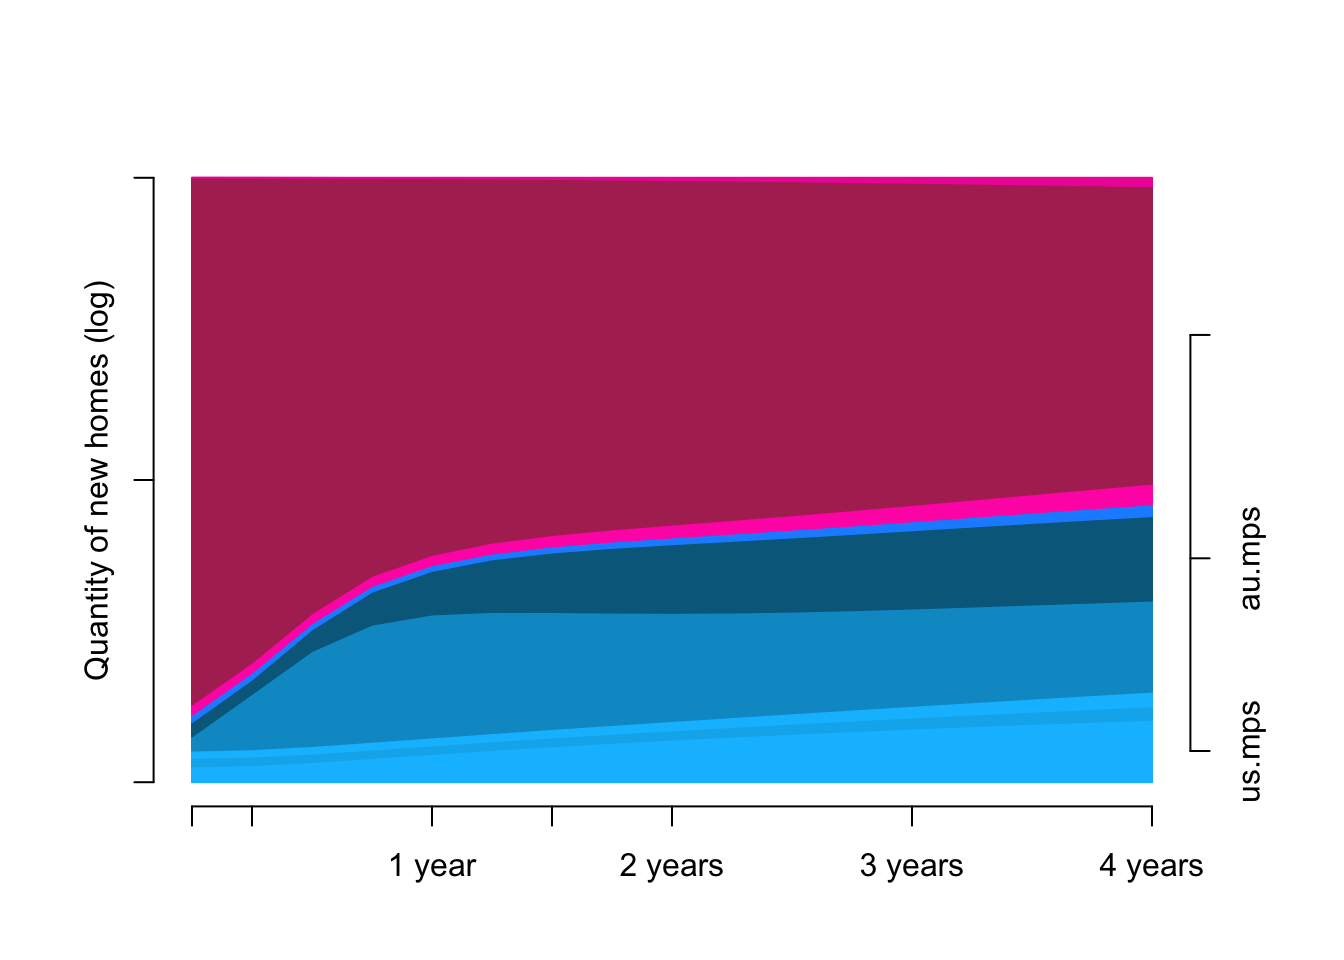 Quantity of new homes (log)
au.mps
us.mps
1 year
2 years
3 years
4 years